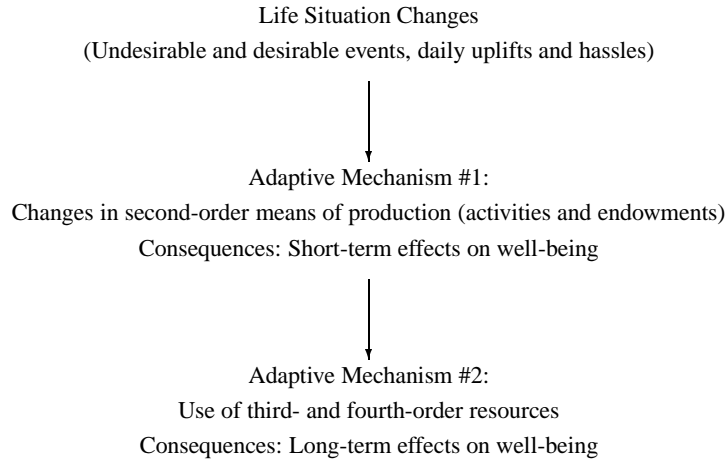 Life Situation Changes
(Undesirable and desirable events, daily uplifts and hassles)
Adaptive Mechanism #1:
Changes in second-order means of production (activities and endowments)
Consequences: Short-term effects on well-being
Adaptive Mechanism #2:
Use of third- and fourth-order resources
Consequences: Long-term effects on well-being